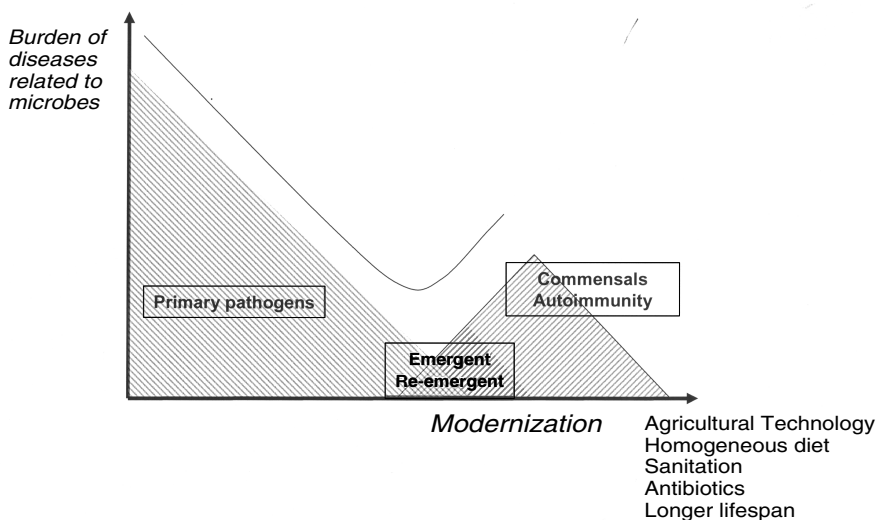 Burden of
diseases
related to
microbes
Primary pathogens
Commensals
Autoimmunity
Emergent
Re-emergent
Modernization
Agricultural Technology
Homogeneous diet
Sanitation
Antibiotics
Longer lifespan